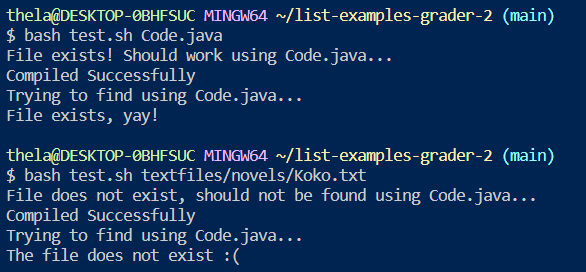 thela@DESKTOP-0BHFSUC MINGW64 ~/list-examples-grader-2 (main)
$ bash test.sh Code.java
File exists! Should work using Code.java...
Compiled Successfully
Trying to find using Code.java...
File exists, yay!
thela@DESKTOP-0BHFSUC MINGW64 ~/list-examples-grader-2 (main)
$ bash test.sh textfiles/novels/Koko.txt
File does not exist, should not be found using Code.java...
Compiled Successfully
Trying to find using Code.java...
The file does not exist :(